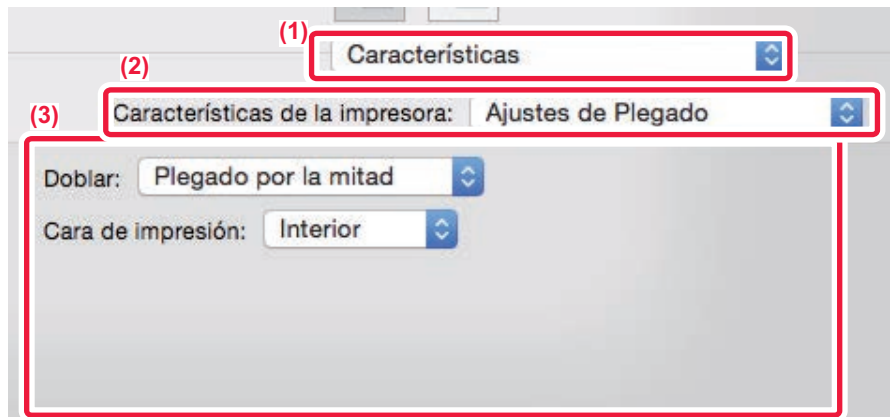 (1)
Características
(2)
Características de la impresora: Ajustes de Plegado
(3)
Doblar: Plegado por la mitad
Cara de impresión: Interior